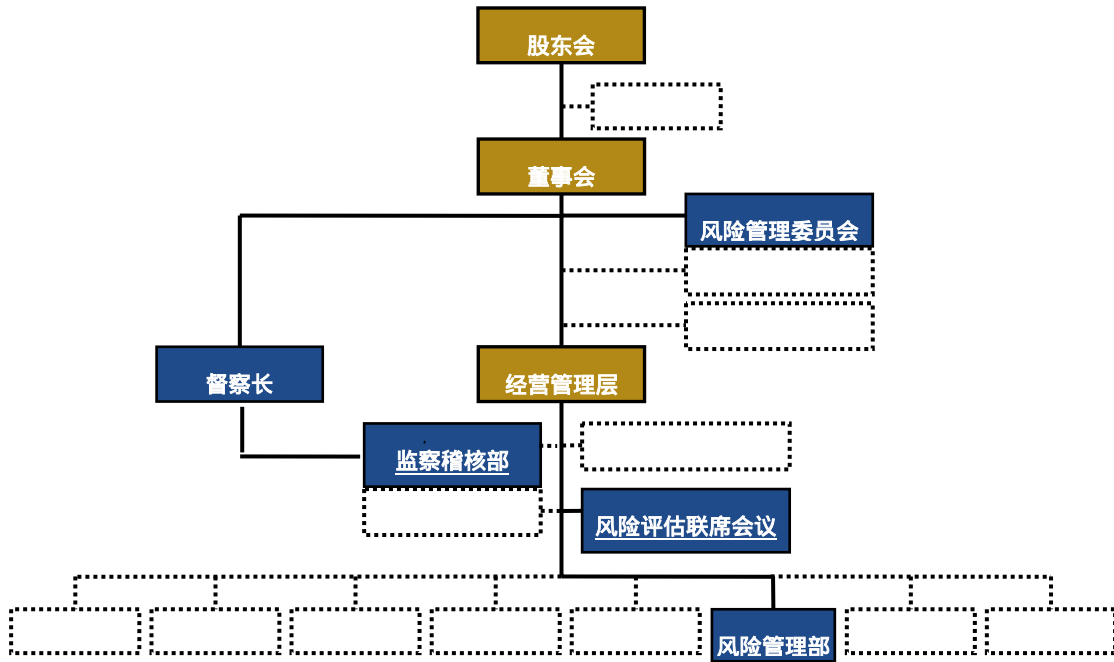 股东会
董事会
风险管理委员会
督察长
经营管理层
监察稽核部
风险评估联席会议
风险管理部